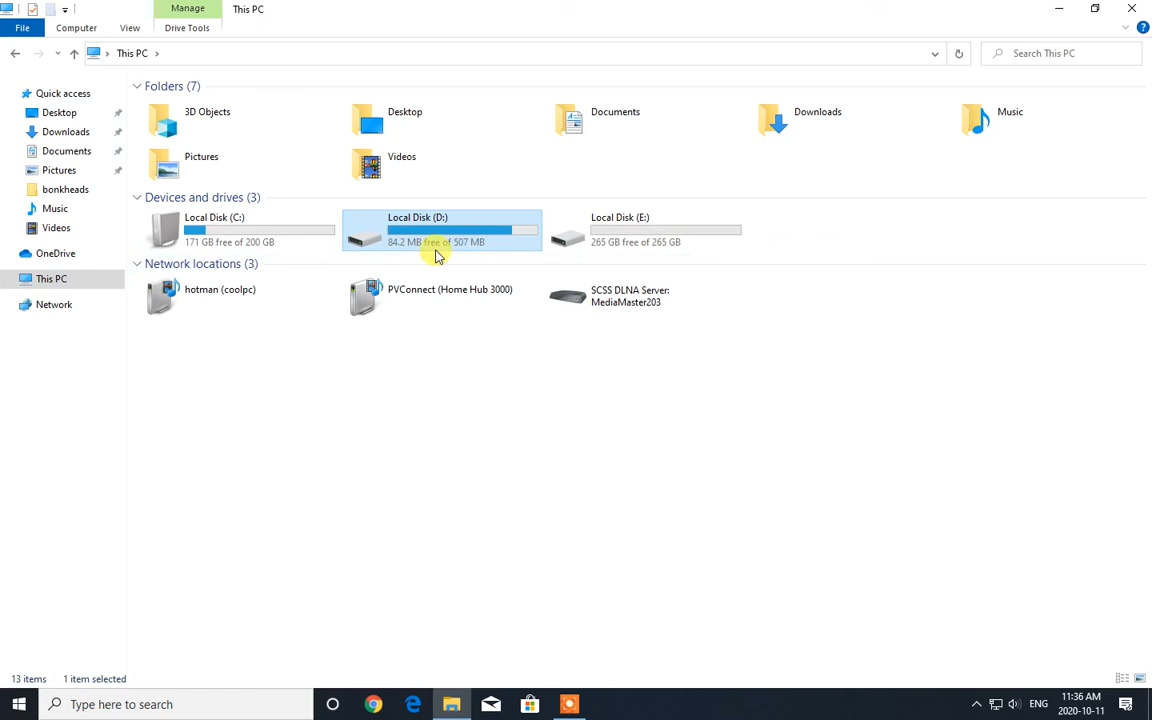 Manage
This PC
File
Computer
View
Drive Tools
This PC
Search This PC
Quick access
Desktop
Downloads
Documents
Pictures
bonkheads
Music
Videos
OneDrive
This PC
Network
Folders (7)
3D Objects
Desktop
Documents
Downloads
Music
Pictures
Videos
Devices and drives (3)
Local Disk (C:)
171 GB free of 200 GB
Local Disk (D:)
84.2 MB free of 507 MB
Local Disk (E:)
265 GB free of 265 GB
Network locations (3)
hotman (coolpc)
PVConnect (Home Hub 3000)
SCSS DLNA Server:
MediaMaster203
13 items 1 item selected
Type here to search
ENG
11:36 AM
2020-10-11